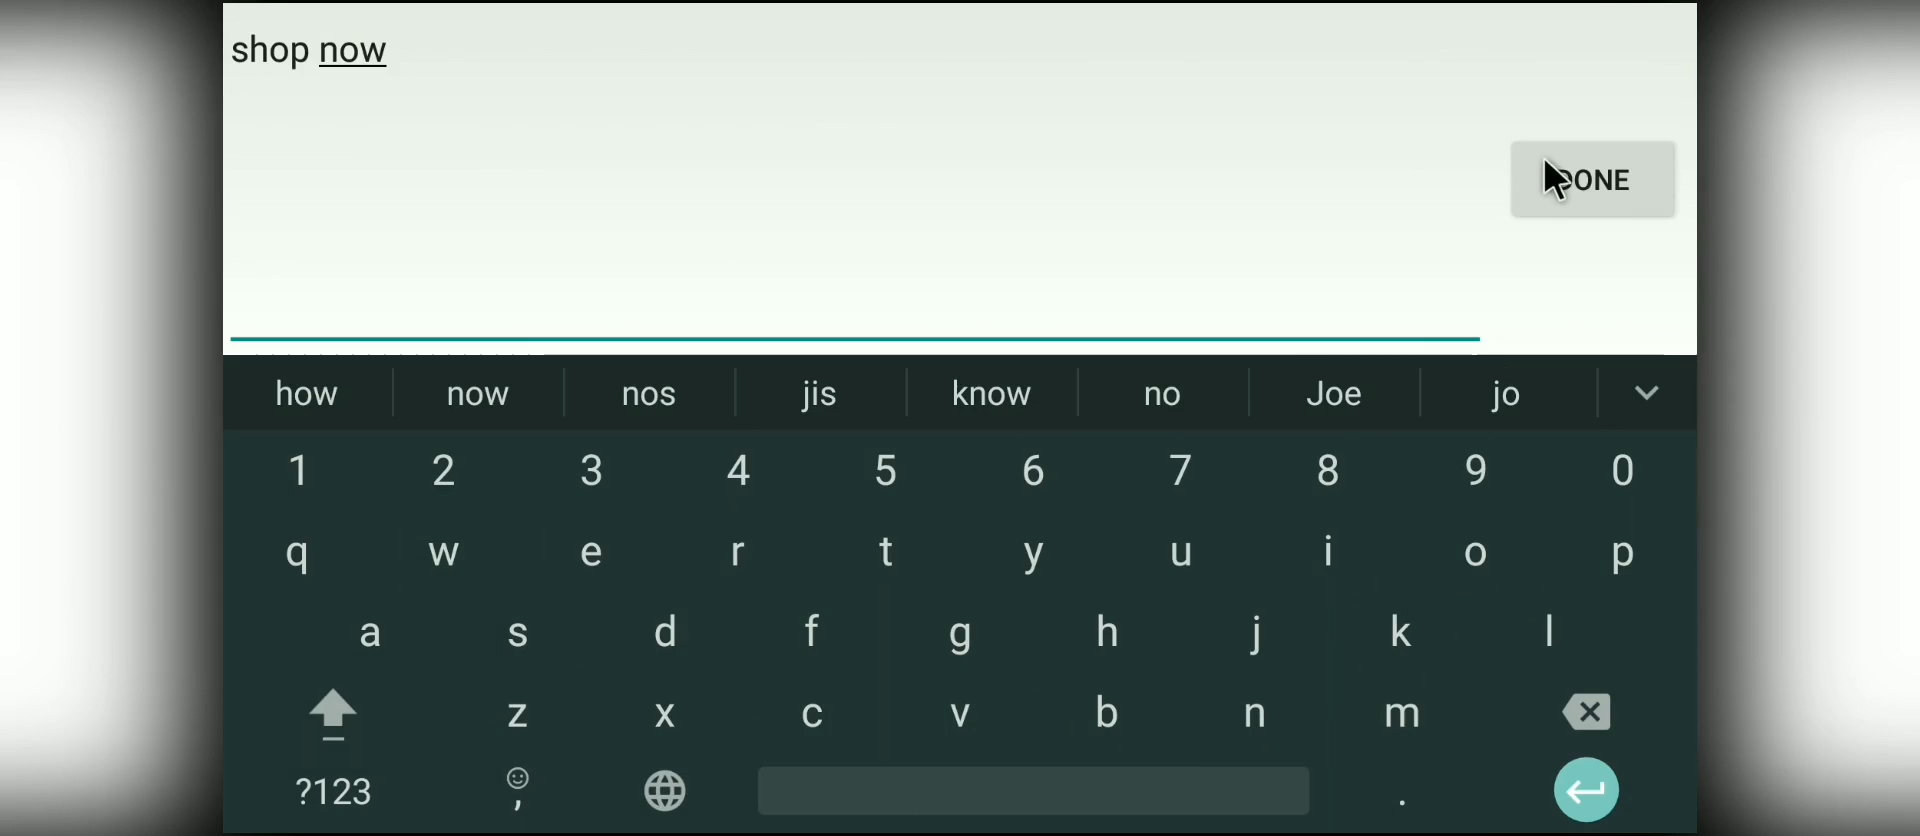 shop now
DONE
how now nos jis know no Joe jo
1 2 3 4 5 6 7 8 9 0
q w e r t y u i o p
a s d f g h j k l
z x c v b n m
?123 , .